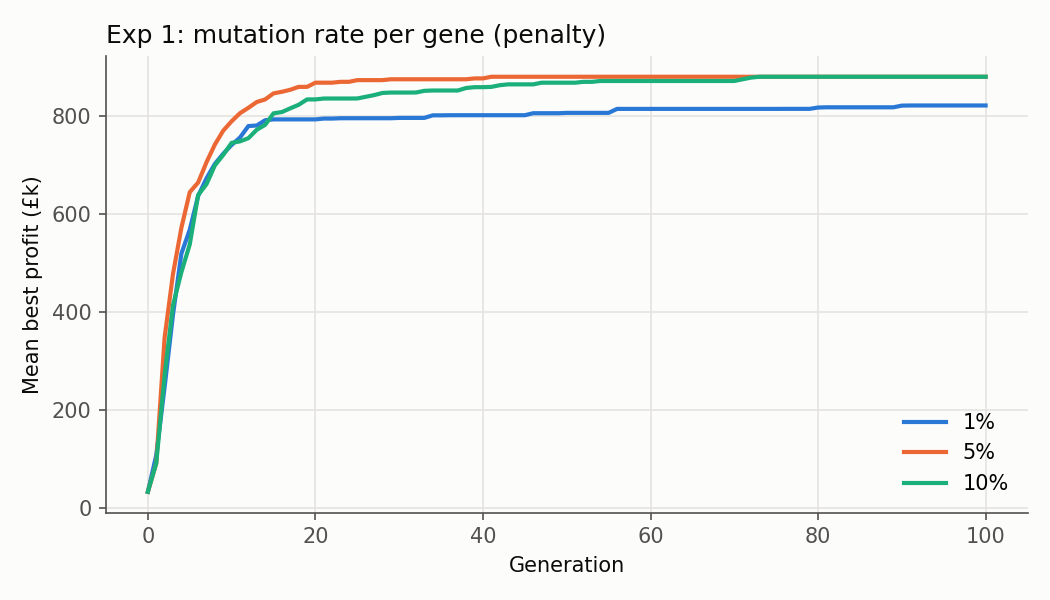 Exp 1: mutation rate per gene (penalty)
Mean best profit (£k)
800
600
400
200
0
0 20 40 60 80 100
Generation
1%
5%
10%